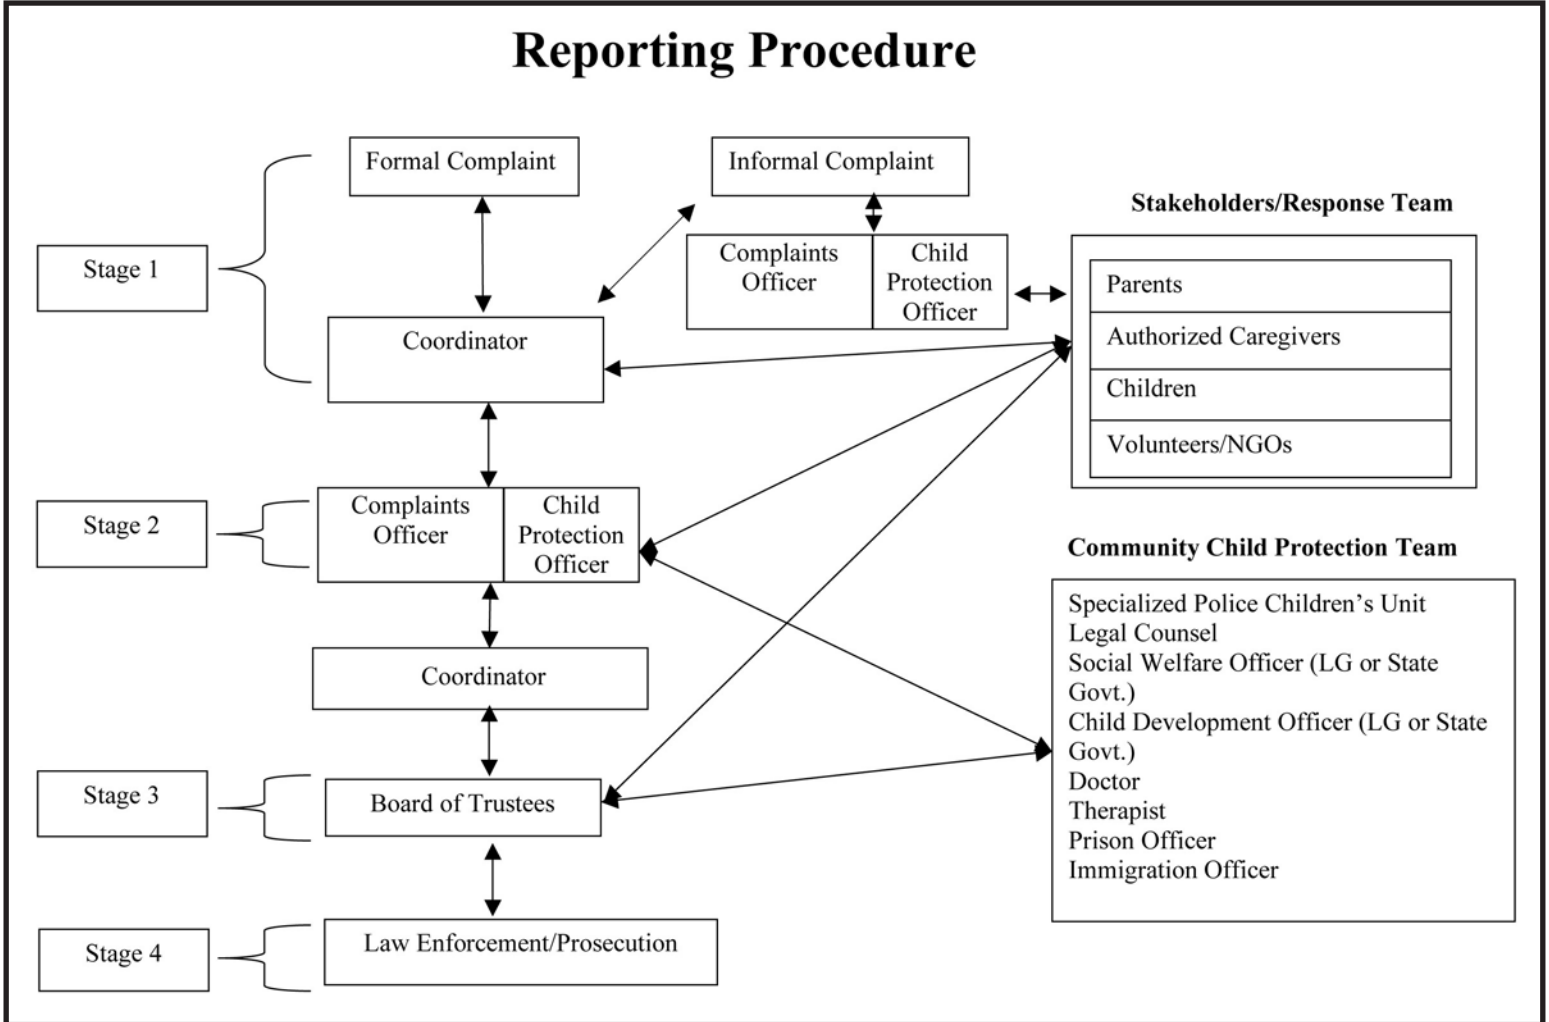 Reporting Procedure
Formal Complaint
Informal Complaint
Stage 1
Complaints
Officer
Child
Protection
Officer
Coordinator
Stakeholders/Response Team
Parents
Authorized Caregivers
Children
Volunteers/NGOs
Stage 2
Complaints
Officer
Child
Protection
Officer
Coordinator
Community Child Protection Team
Specialized Police Children’s Unit
Legal Counsel
Social Welfare Officer (LG or State
Govt.)
Child Development Officer (LG or State
Govt.)
Doctor
Therapist
Prison Officer
Immigration Officer
Stage 3
Board of Trustees
Stage 4
Law Enforcement/Prosecution